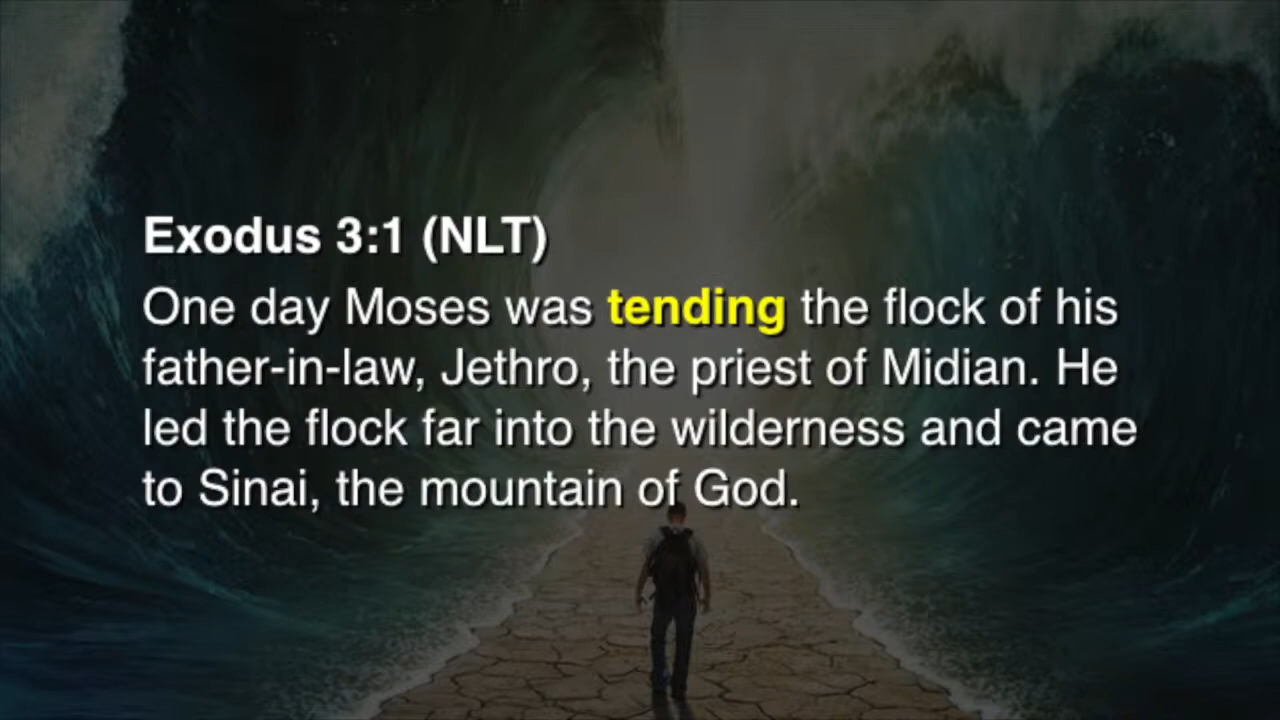 Exodus 3:1 (NLT)
One day Moses was tending the flock of his
father-in-law, Jethro, the priest of Midian. He
led the flock far into the wilderness and came
to Sinai, the mountain of God.